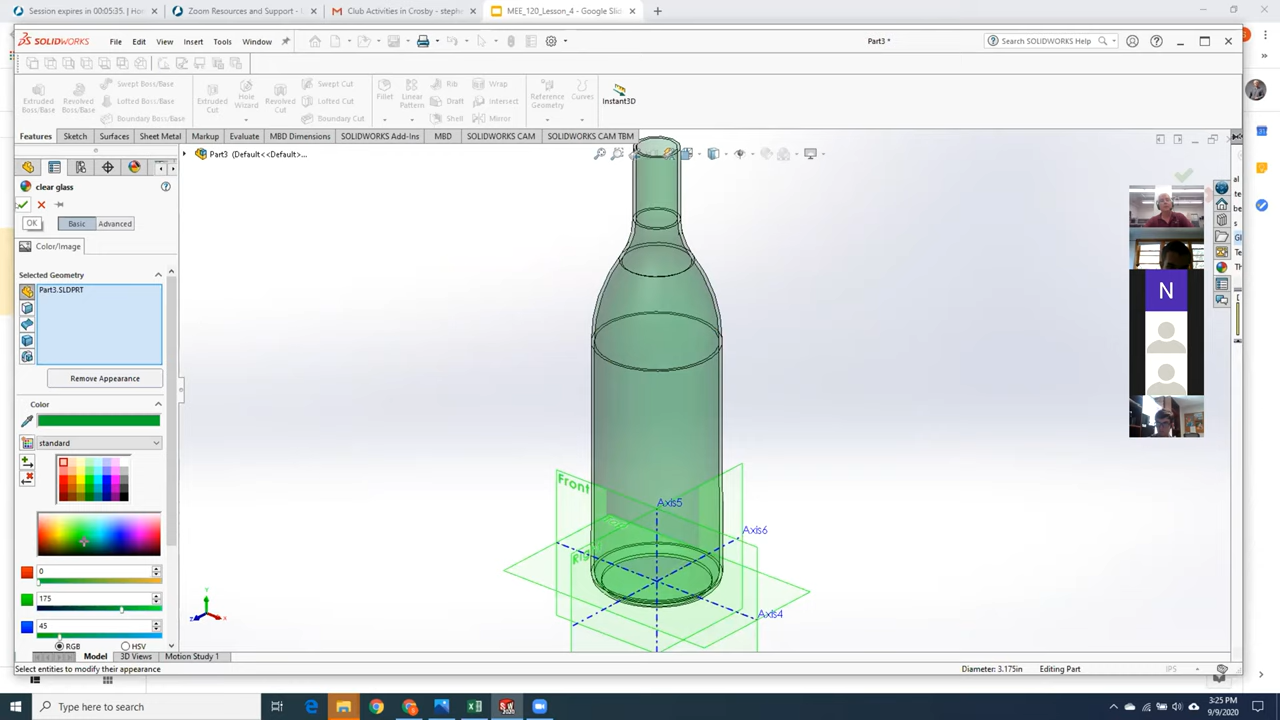 Session expires in 00:05:35. | Ho
Zoom Resources and Support -
Club Activities in Crosby - steph
MEE_120_Lesson_4 - Google Slid
SOLIDWORKS
File Edit View Insert Tools Window
Part3 *
Search SOLIDWORKS Help
Extruded Boss/Base
Revolved Boss/Base
Swept Boss/Base
Lofted Boss/Base
Boundary Boss/Base
Extruded Cut
Hole Wizard
Revolved Cut
Swept Cut
Lofted Cut
Boundary Cut
Fillet
Linear Pattern
Rib
Draft
Shell
Wrap
Intersect
Mirror
Reference Geometry
Curves
Instant3D
Features Sketch Surfaces Sheet Metal Markup Evaluate MBD Dimensions SOLIDWORKS Add-Ins MBD SOLIDWORKS CAM SOLIDWORKS CAM TBM
Part3 (Default<<Default>...
clear glass
OK
Basic Advanced
Color/Image
Selected Geometry
Part3.SLDPRT
Remove Appearance
Color
standard
0
175
45
RGB HSV
Front
Right
Axis5
Axis6
Axis4
N
Model 3D Views Motion Study 1
Select entities to modify their appearance
Diameter: 3.175in
Editing Part
IPS
Type here to search
3:25 PM
9/9/2020